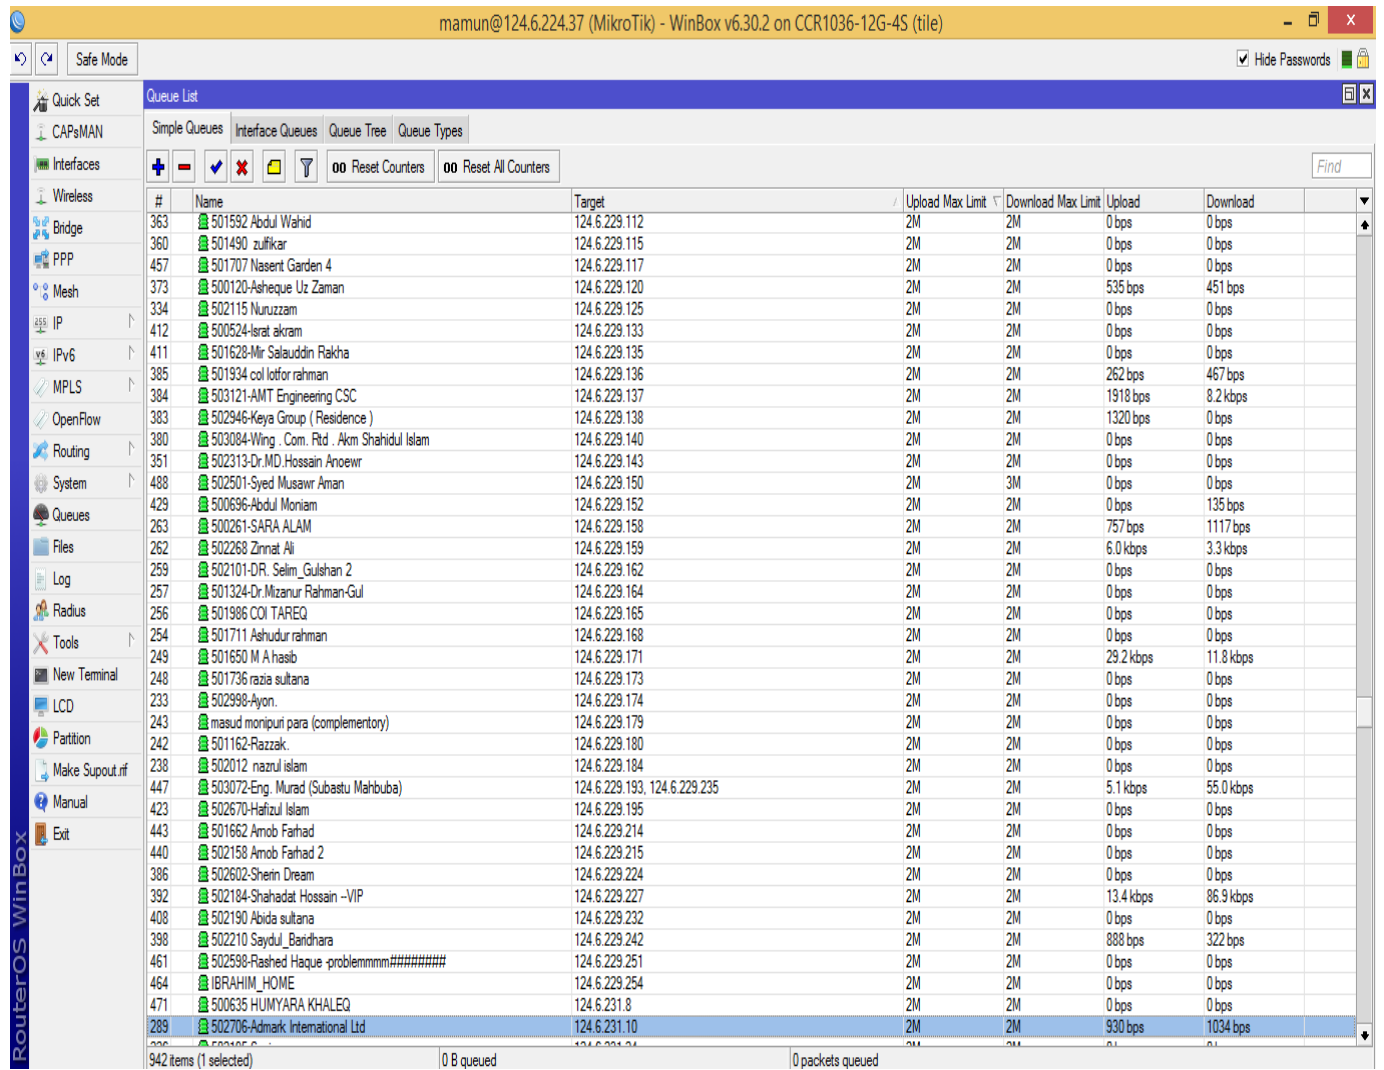 mamun@124.6.224.37 (MikroTik) - WinBox v6.30.2 on CCR1036-12G-4S (tile)
Safe Mode Hide Passwords
Quick Set
CAPsMAN
Interfaces
Wireless
Bridge
PPP
Mesh
IP
IPv6
MPLS
OpenFlow
Routing
System
Queues
Files
Log
Radius
Tools
New Terminal
LCD
Partition
Make Supout.rif
Manual
Exit
RouterOS WinBox
Queue List
Simple Queues Interface Queues Queue Tree Queue Types
00 Reset Counters 00 Reset All Counters Find
# Name Target Upload Max Limit Download Max Limit Upload Download
363 501592 Abdul Wahid 124.6.229.112 2M 2M 0 bps 0 bps
360 501490 zulfikar 124.6.229.115 2M 2M 0 bps 0 bps
457 501707 Nasent Garden 4 124.6.229.117 2M 2M 0 bps 0 bps
373 500120-Asheque Uz Zaman 124.6.229.120 2M 2M 535 bps 451 bps
334 502115 Nuruzzam 124.6.229.125 2M 2M 0 bps 0 bps
412 500524-Israt akram 124.6.229.133 2M 2M 0 bps 0 bps
411 501628-Mir Salauddin Rakha 124.6.229.135 2M 2M 0 bps 0 bps
385 501934 col lotfor rahman 124.6.229.136 2M 2M 262 bps 467 bps
384 503121-AMT Engineering CSC 124.6.229.137 2M 2M 1918 bps 8.2 kbps
383 502946-Keya Group ( Residence ) 124.6.229.138 2M 2M 1320 bps 0 bps
380 503084-Wing . Com. Rtd . Akm Shahidul Islam 124.6.229.140 2M 2M 0 bps 0 bps
351 502313-Dr.MD.Hossain Anoewr 124.6.229.143 2M 2M 0 bps 0 bps
488 502501-Syed Musawr Aman 124.6.229.150 2M 3M 0 bps 0 bps
429 500696-Abdul Moniam 124.6.229.152 2M 2M 0 bps 135 bps
263 500261-SARA ALAM 124.6.229.158 2M 2M 757 bps 1117 bps
262 502268 Zinnat Ali 124.6.229.159 2M 2M 6.0 kbps 3.3 kbps
259 502101-DR. Selim_Gulshan 2 124.6.229.162 2M 2M 0 bps 0 bps
257 501324-Dr.Mizanur Rahman-Gul 124.6.229.164 2M 2M 0 bps 0 bps
256 501986 COl TAREQ 124.6.229.165 2M 2M 0 bps 0 bps
254 501711 Ashudur rahman 124.6.229.168 2M 2M 0 bps 0 bps
249 501650 M A hasib 124.6.229.171 2M 2M 29.2 kbps 11.8 kbps
248 501736 razia sultana 124.6.229.173 2M 2M 0 bps 0 bps
233 502998-Ayon. 124.6.229.174 2M 2M 0 bps 0 bps
243 masud monipuri para (complementory) 124.6.229.179 2M 2M 0 bps 0 bps
242 501162-Razzak. 124.6.229.180 2M 2M 0 bps 0 bps
238 502012 nazrul islam 124.6.229.184 2M 2M 0 bps 0 bps
447 503072-Eng. Murad (Subastu Mahbuba) 124.6.229.193, 124.6.229.235 2M 2M 5.1 kbps 55.0 kbps
423 502670-Hafizul Islam 124.6.229.195 2M 2M 0 bps 0 bps
443 501662 Arnob Farhad 124.6.229.214 2M 2M 0 bps 0 bps
440 502158 Arnob Farhad 2 124.6.229.215 2M 2M 0 bps 0 bps
386 502602-Sherin Dream 124.6.229.224 2M 2M 0 bps 0 bps
392 502184-Shahadat Hossain --VIP 124.6.229.227 2M 2M 13.4 kbps 86.9 kbps
408 502190 Abida sultana 124.6.229.232 2M 2M 0 bps 0 bps
398 502210 Saydul_Baridhara 124.6.229.242 2M 2M 888 bps 322 bps
461 502598-Rashed Haque -problemmmm######## 124.6.229.251 2M 2M 0 bps 0 bps
464 IBRAHIM_HOME 124.6.229.254 2M 2M 0 bps 0 bps
471 500635 HUMYARA KHALEQ 124.6.231.8 2M 2M 0 bps 0 bps
289 502706-Admark International Ltd 124.6.231.10 2M 2M 930 bps 1034 bps
942 items (1 selected) 0 B queued 0 packets queued